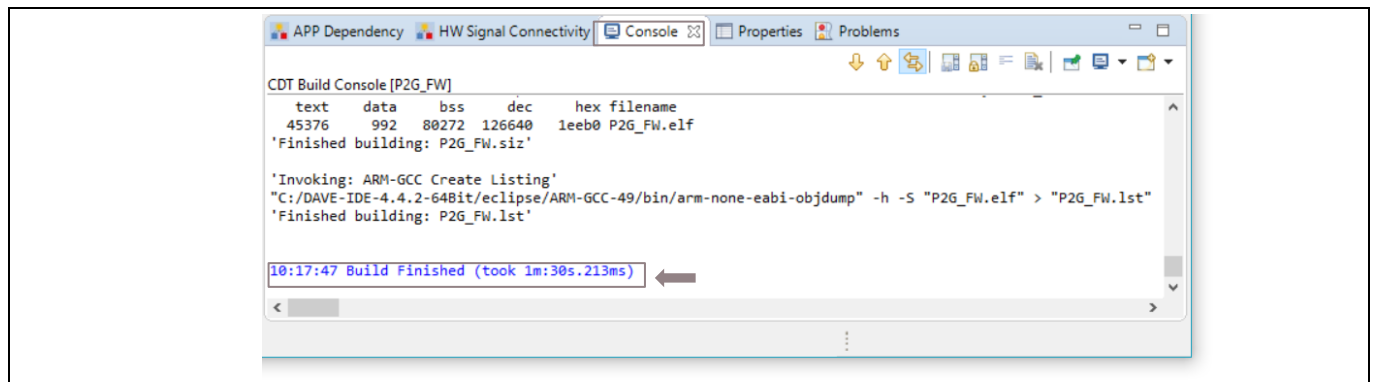 APP Dependency HW Signal Connectivity Console Properties Problems
CDT Build Console [P2G_FW]
text data bss dec hex filename
45376 992 80272 126640 1eeb0 P2G_FW.elf
'Finished building: P2G_FW.siz'
'Invoking: ARM-GCC Create Listing'
"C:/DAVE-IDE-4.4.2-64Bit/eclipse/ARM-GCC-49/bin/arm-none-eabi-objdump" -h -S "P2G_FW.elf" > "P2G_FW.lst"
'Finished building: P2G_FW.lst'
10:17:47 Build Finished (took 1m:30s.213ms)